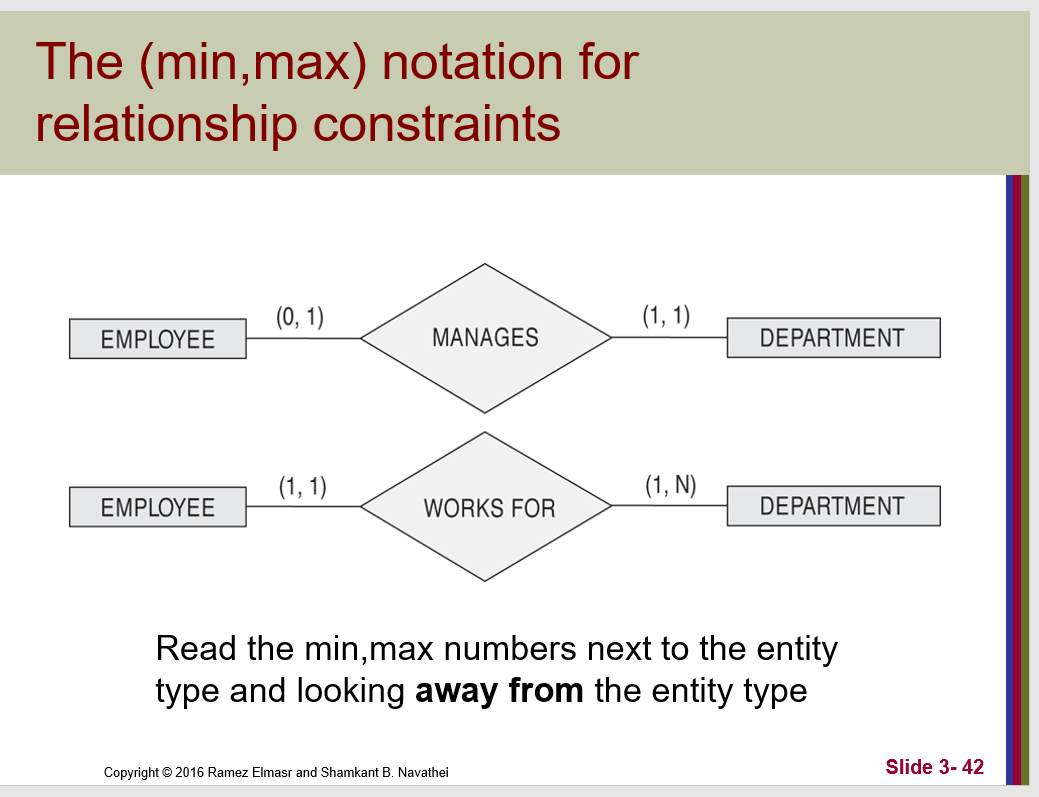 The (min,max) notation for
relationship constraints
(0, 1)
(1, 1)
EMPLOYEE
MANAGES
DEPARTMENT
(1, 1)
(1, N)
EMPLOYEE
WORKS FOR
DEPARTMENT
Read the min,max numbers next to the entity
type and looking away from the entity type
Copyright © 2016 Ramez Elmasr and Shamkant B. Navathei
Slide 3- 42